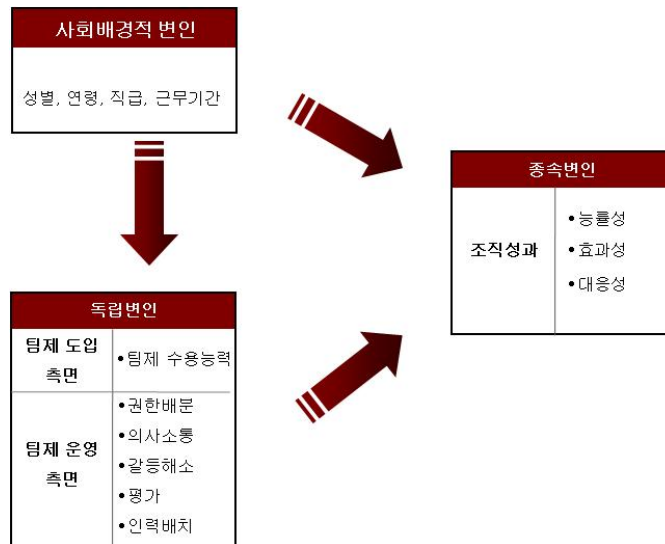 사회배경적 변인
성별, 연령, 직급, 근무기간
종속변인
조직성과
•능률성
•효과성
•대응성
독립변인
팀제 도입
측면
•팀제 수용능력
팀제 운영
측면
•권한배분
•의사소통
•갈등해소
•평가
•인력배치